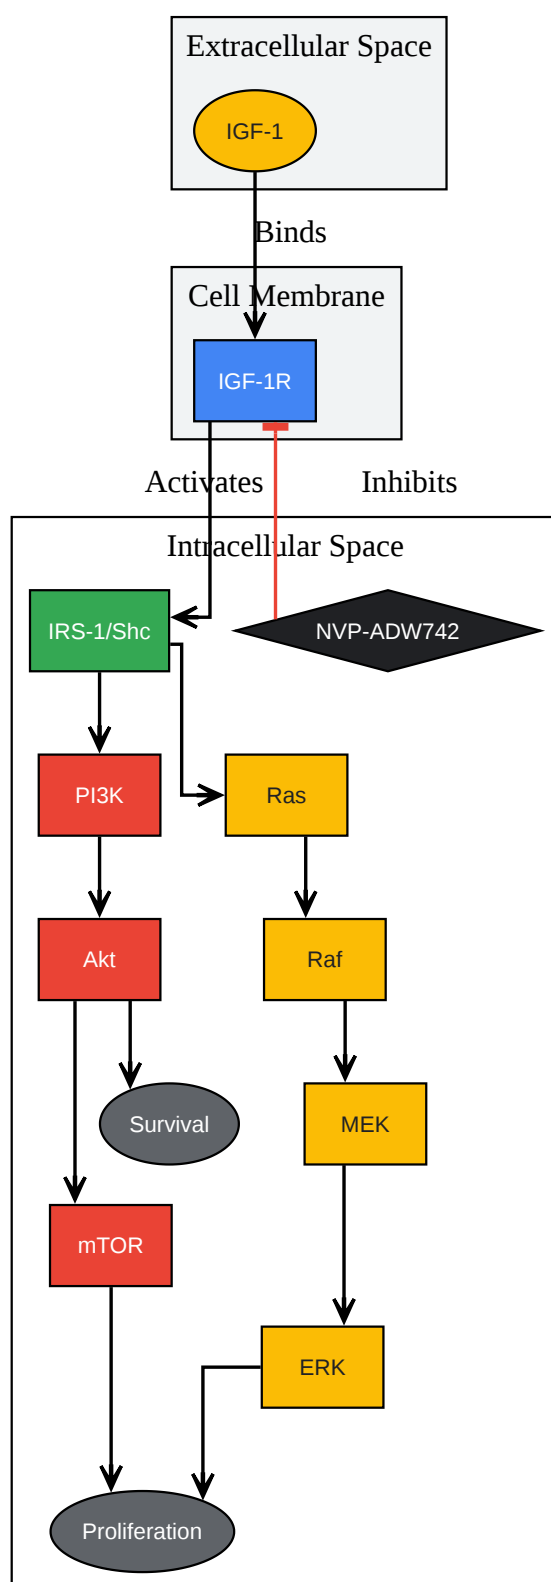 Extracellular Space
IGF-1
Binds
Cell Membrane
IGF-1R
Activates
Inhibits
Intracellular Space
IRS-1/Shc
NVP-ADW742
PI3K
Ras
Akt
Raf
Survival
MEK
mTOR
ERK
Proliferation